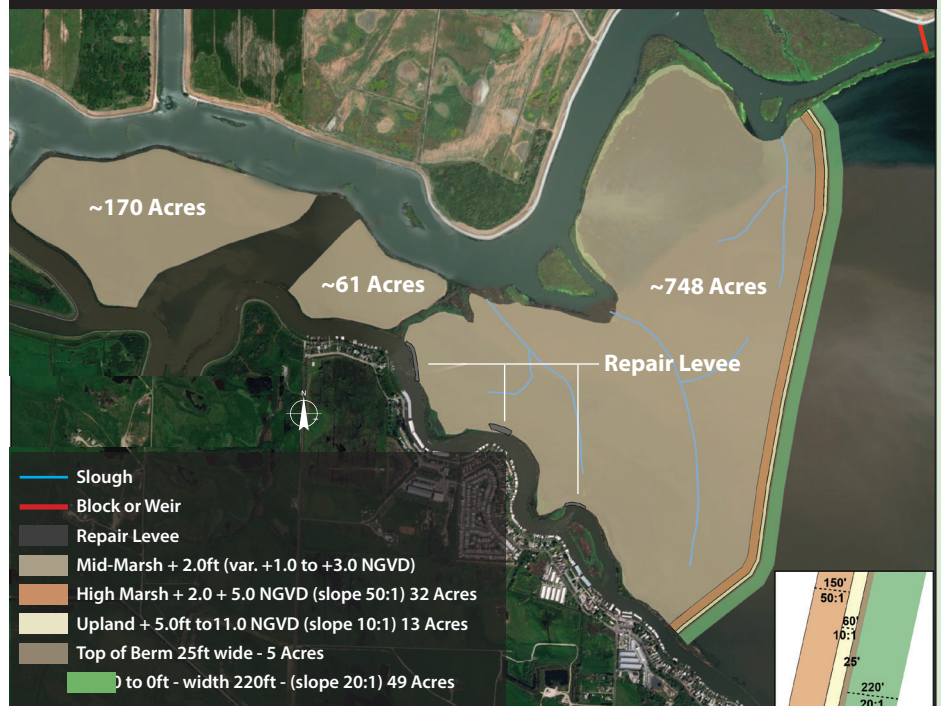 ~170 Acres
~61 Acres
~748 Acres
Repair Levee
N
Slough
Block or Weir
Repair Levee
Mid-Marsh + 2.0ft (var. +1.0 to +3.0 NGVD)
High Marsh + 2.0 + 5.0 NGVD (slope 50:1) 32 Acres
Upland + 5.0ft to11.0 NGVD (slope 10:1) 13 Acres
Top of Berm 25ft wide - 5 Acres
0 to 0ft - width 220ft - (slope 20:1) 49 Acres
150'
50:1
60'
10:1
25'
220'
20:1